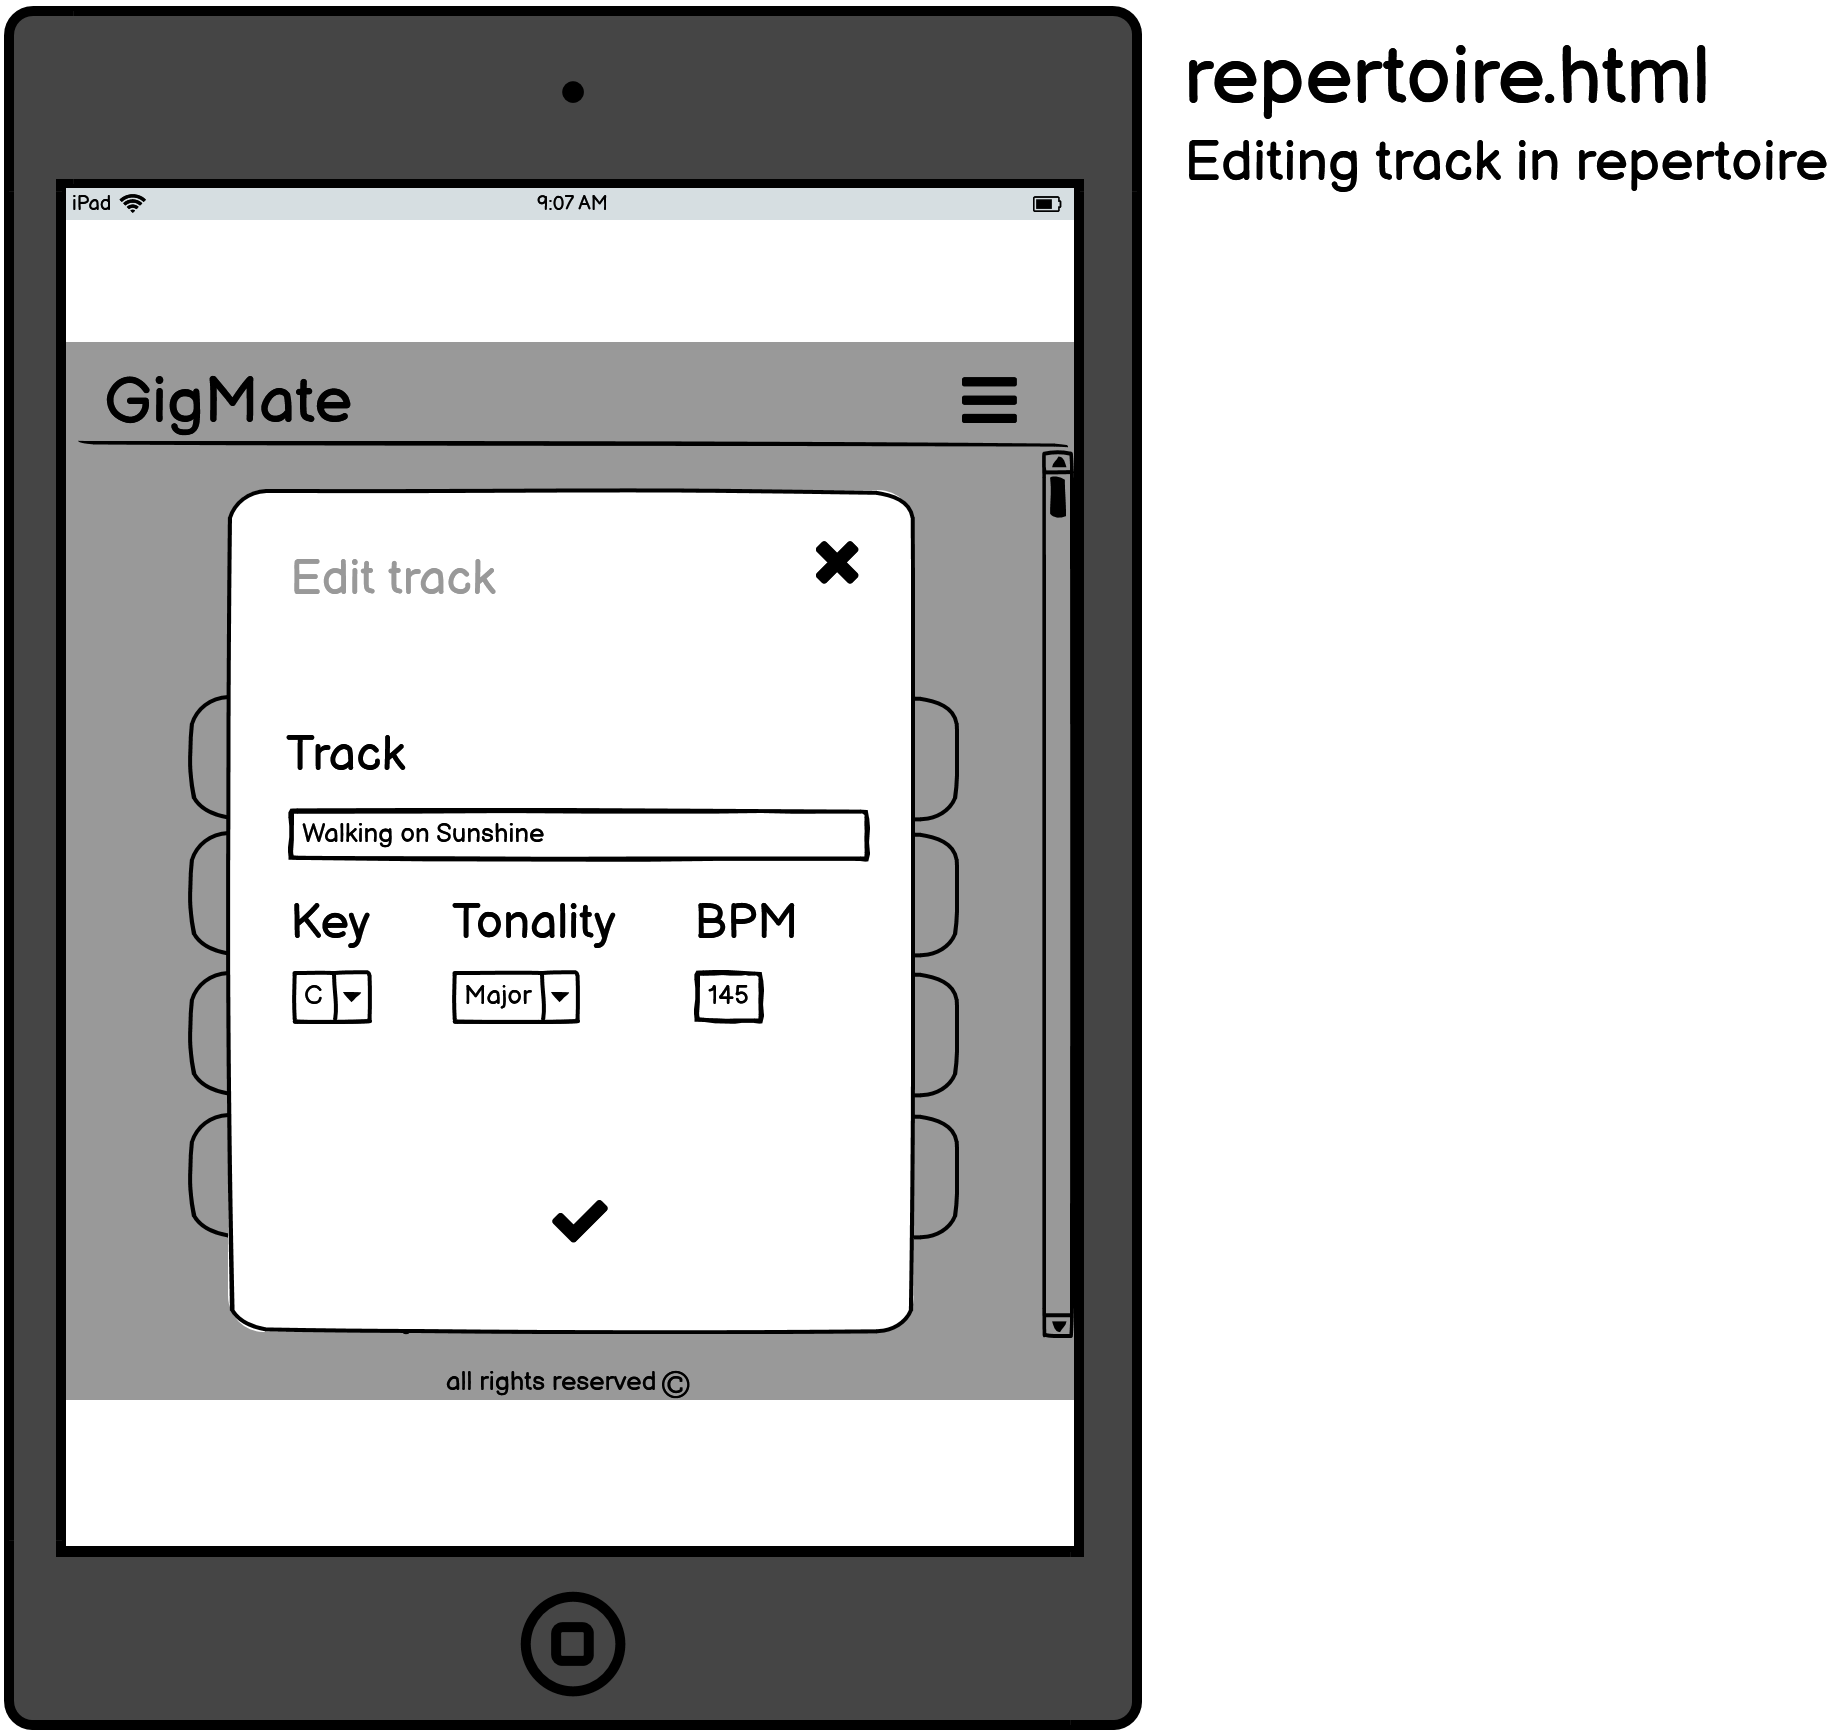 repertoire.html
Editing track in repertoire
iPad 9:07 AM
GigMate
Edit track
Track
Walking on Sunshine
Key Tonality BPM
C Major 145
all rights reserved ©